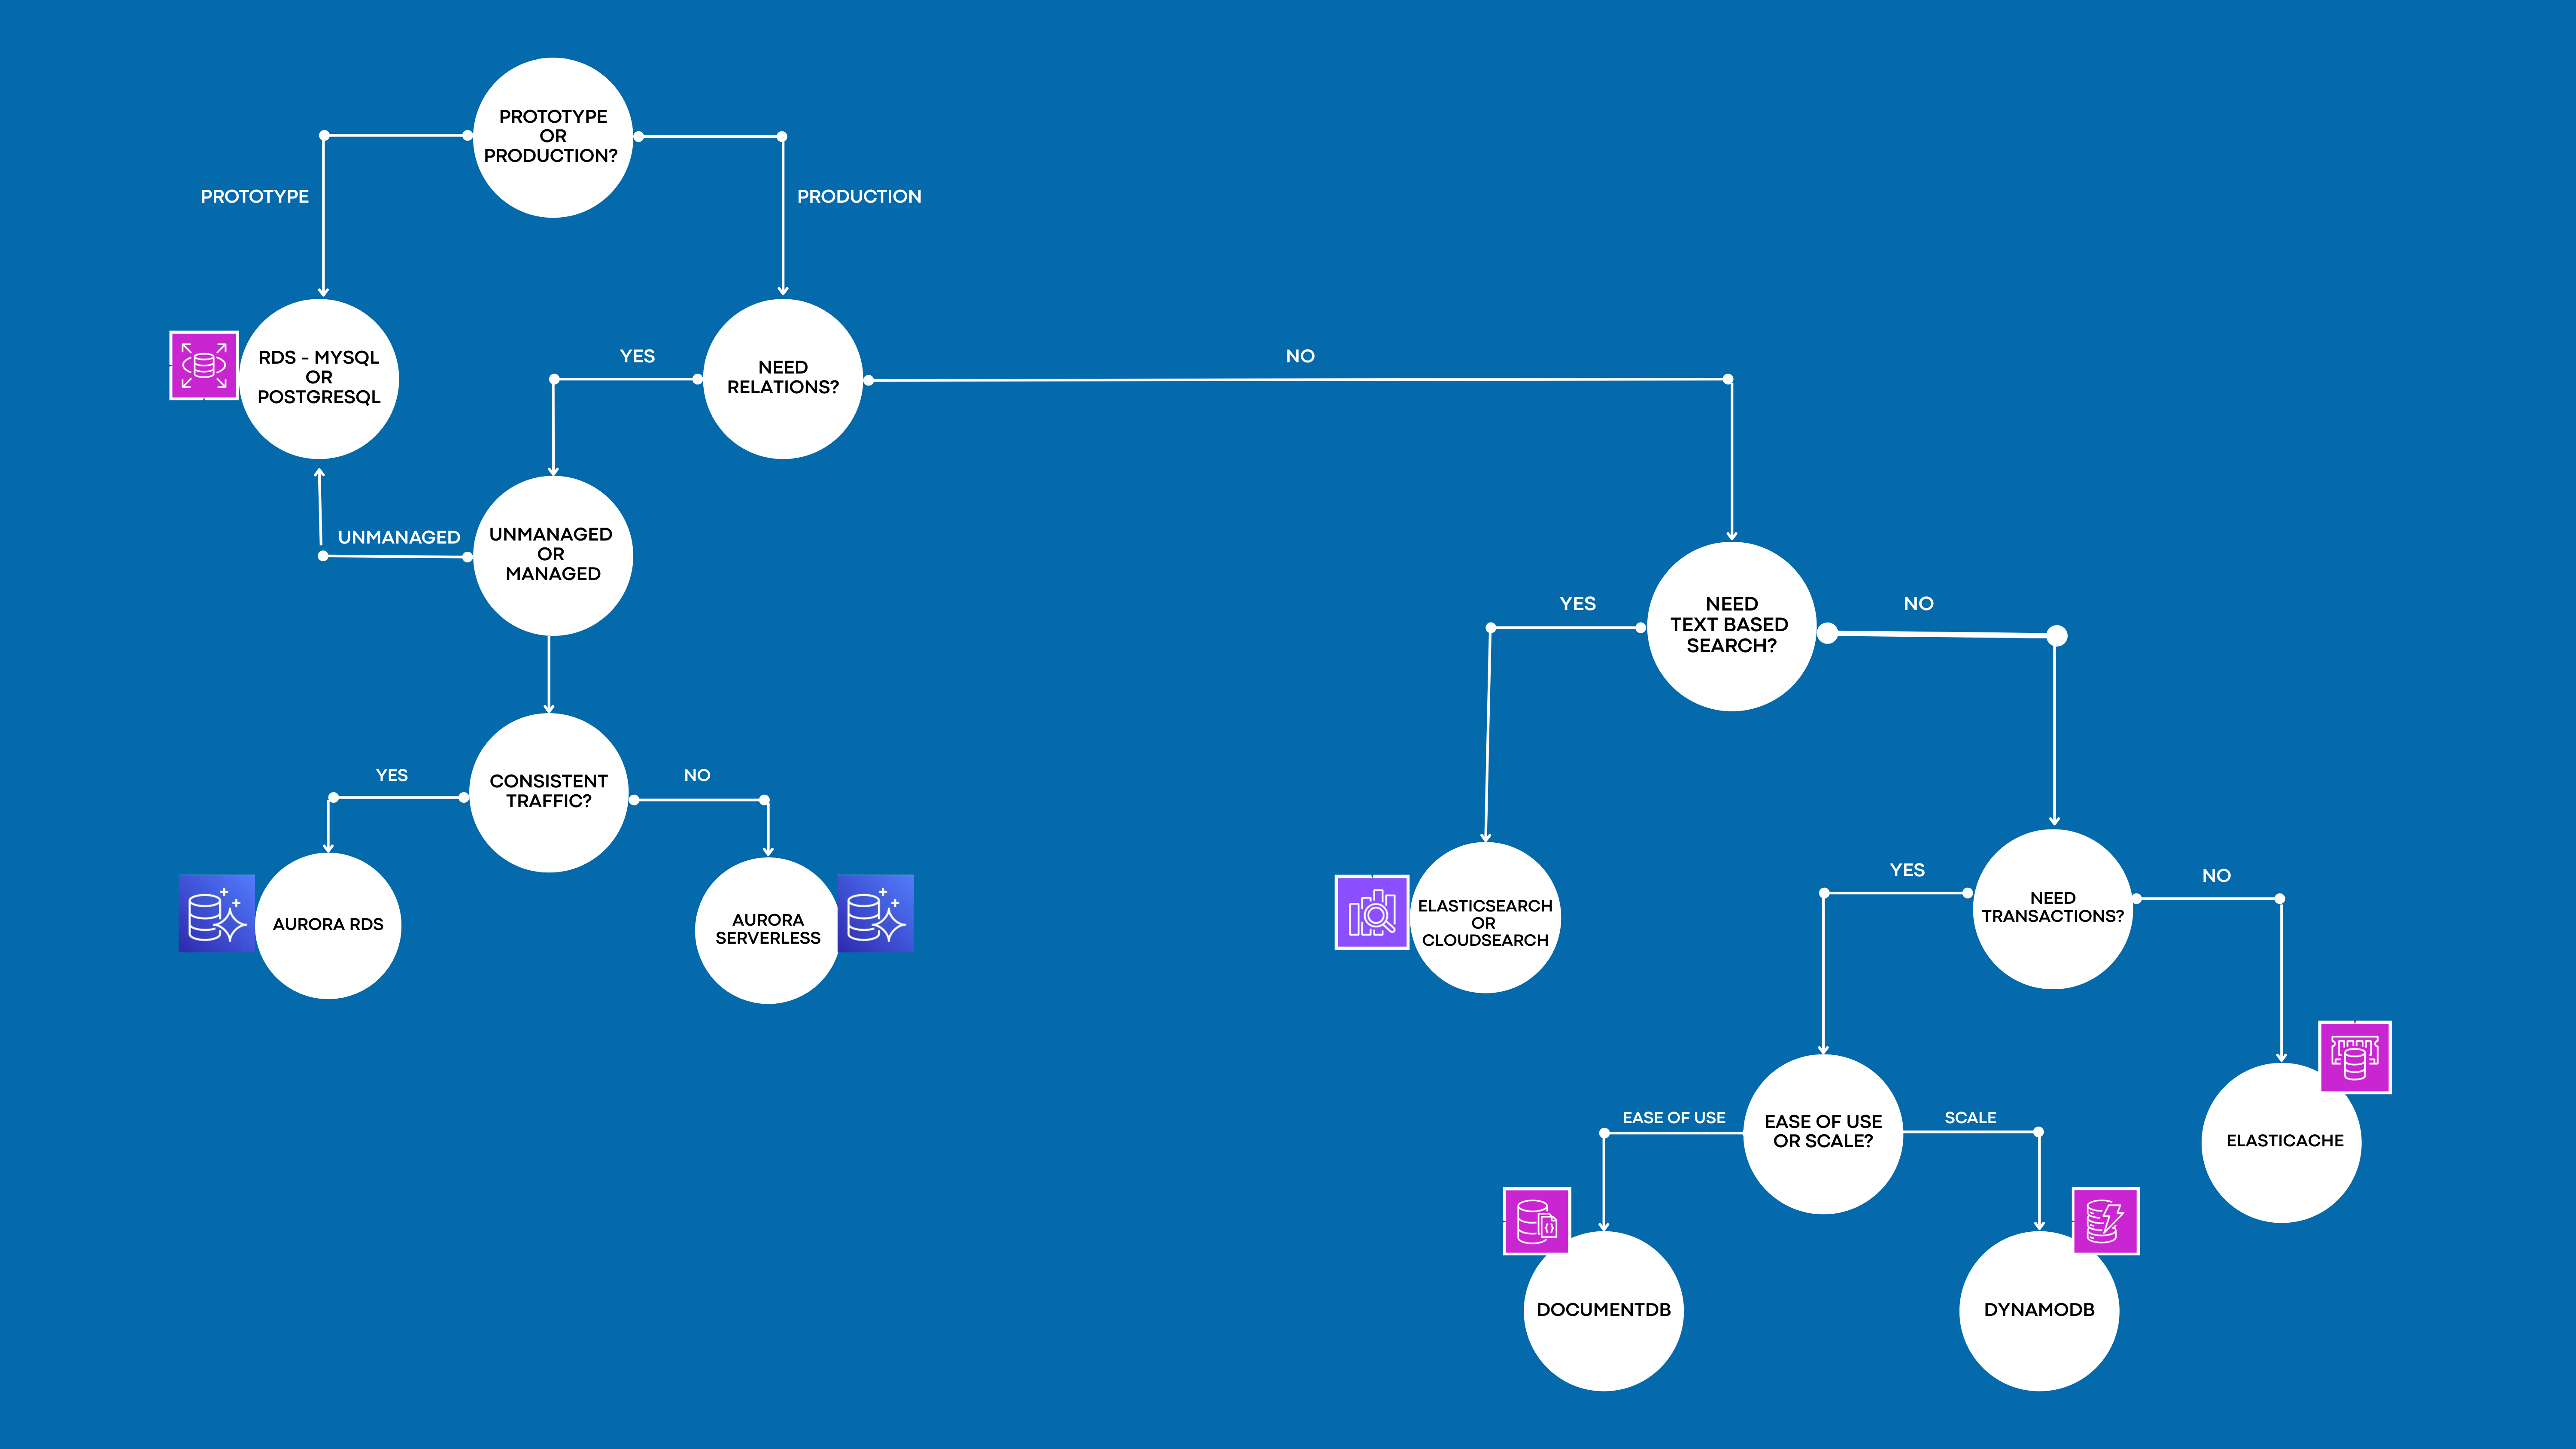 PROTOTYPE
OR
PRODUCTION?
PROTOTYPE
PRODUCTION
RDS - MYSQL
OR
POSTGRESQL
NEED
RELATIONS?
YES
NO
UNMANAGED
OR
MANAGED
UNMANAGED
CONSISTENT
TRAFFIC?
YES
NO
AURORA RDS
AURORA
SERVERLESS
NEED
TEXT BASED
SEARCH?
YES
NO
ELASTICSEARCH
OR
CLOUDSEARCH
NEED
TRANSACTIONS?
YES
NO
EASE OF USE
OR SCALE?
EASE OF USE
SCALE
ELASTICACHE
DOCUMENTDB
DYNAMODB